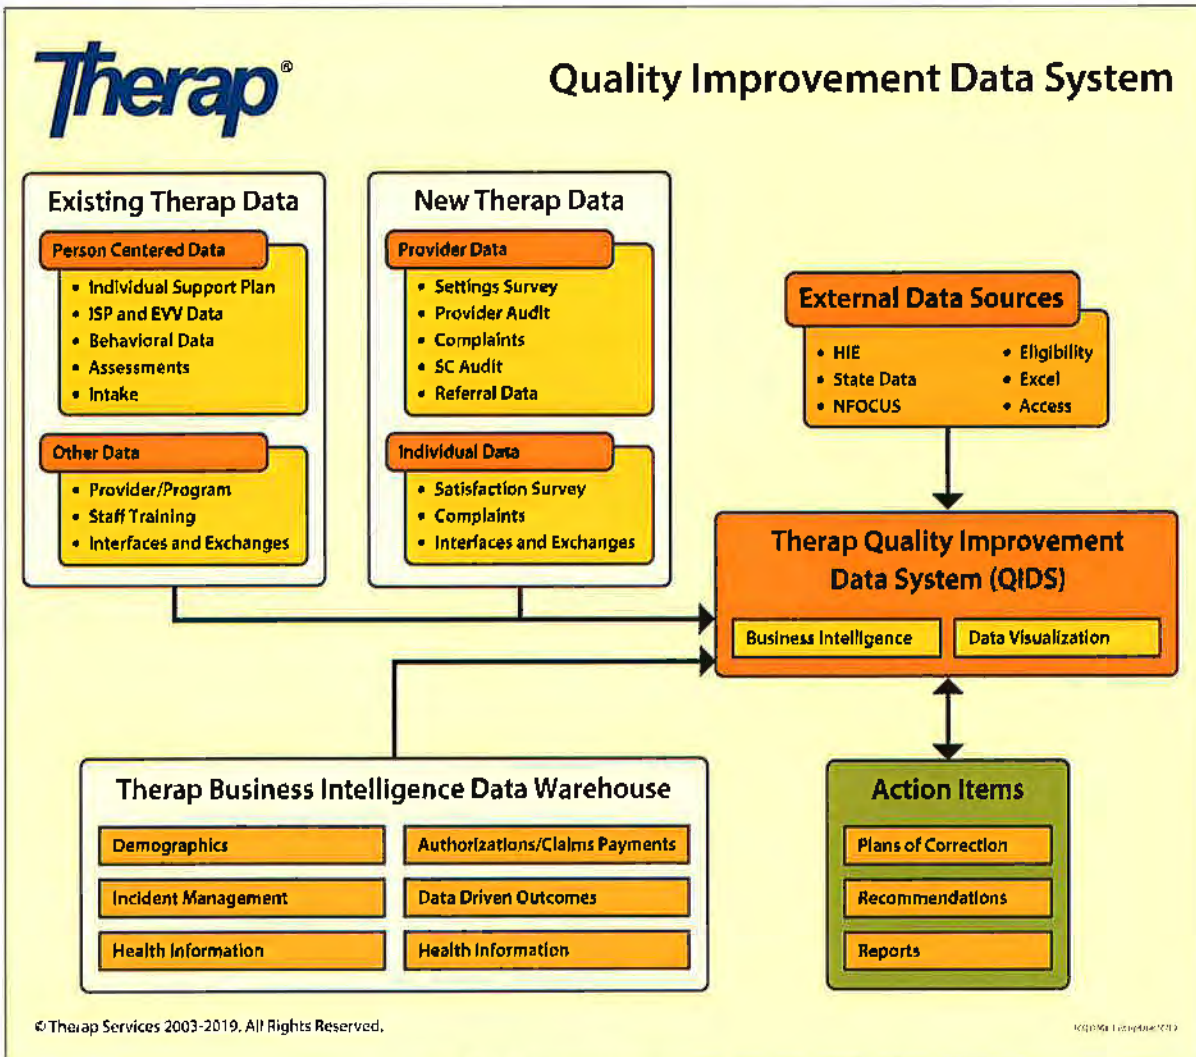 Therap®
Quality Improvement Data System
Existing Therap Data
Person Centered Data
• Individual Support Plan
• ISP and EVV Data
• Behavioral Data
• Assessments
• Intake
Other Data
• Provider/Program
• Staff Training
• Interfaces and Exchanges
New Therap Data
Provider Data
• Settings Survey
• Provider Audit
• Complaints
• SC Audit
• Referral Data
Individual Data
• Satisfaction Survey
• Complaints
• Interfaces and Exchanges
External Data Sources
• HIE
• State Data
• NFOCUS
• Eligibility
• Excel
• Access
Therap Quality Improvement
Data System (QIDS)
Business Intelligence
Data Visualization
Therap Business Intelligence Data Warehouse
Demographics
Authorizations/Claims Payments
Incident Management
Data Driven Outcomes
Health Information
Health Information
Action Items
Plans of Correction
Recommendations
Reports
© Therap Services 2003-2019. All Rights Reserved.